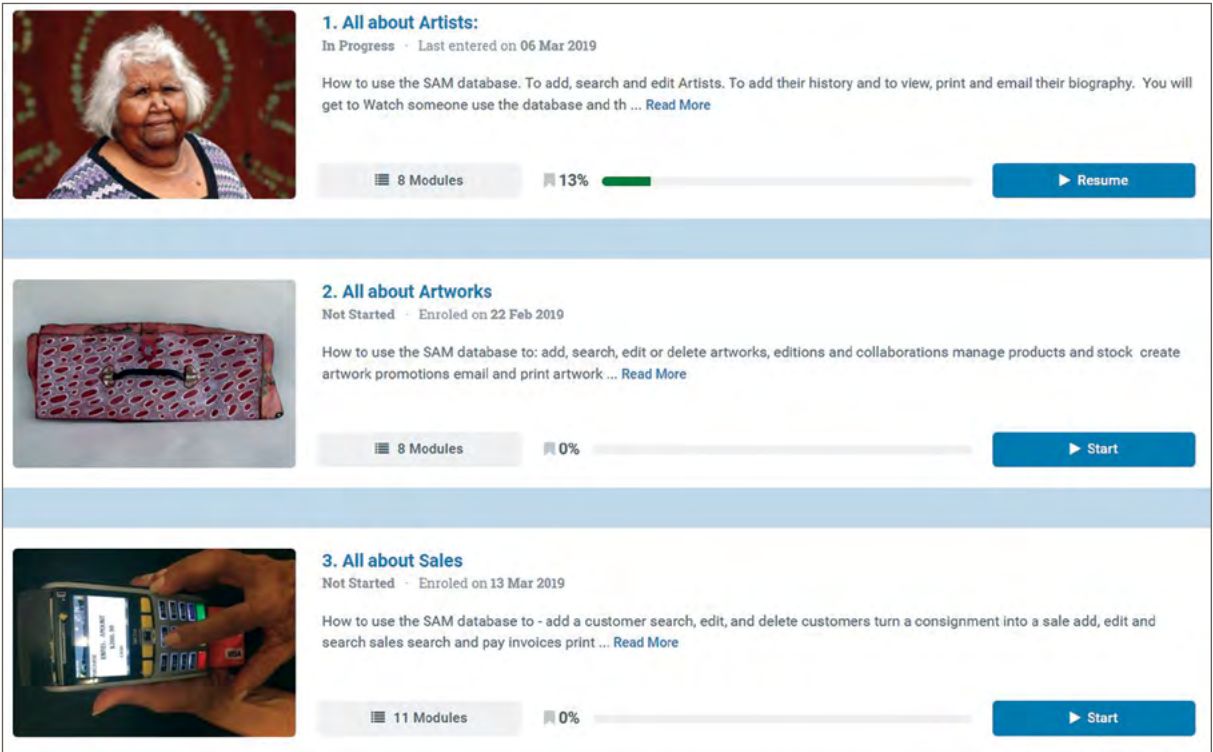 1. All about Artists:
In Progress · Last entered on 06 Mar 2019
How to use the SAM database. To add, search and edit Artists. To add their history and to view, print and email their biography. You will
get to Watch someone use the database and th ... Read More
8 Modules
13%
Resume
2. All about Artworks
Not Started · Enroled on 22 Feb 2019
How to use the SAM database to: add, search, edit or delete artworks, editions and collaborations manage products and stock create
artwork promotions email and print artwork ... Read More
8 Modules
0%
Start
3. All about Sales
Not Started · Enroled on 13 Mar 2019
How to use the SAM database to - add a customer search, edit, and delete customers turn a consignment into a sale add, edit and
search sales search and pay invoices print ... Read More
11 Modules
0%
Start
VISA